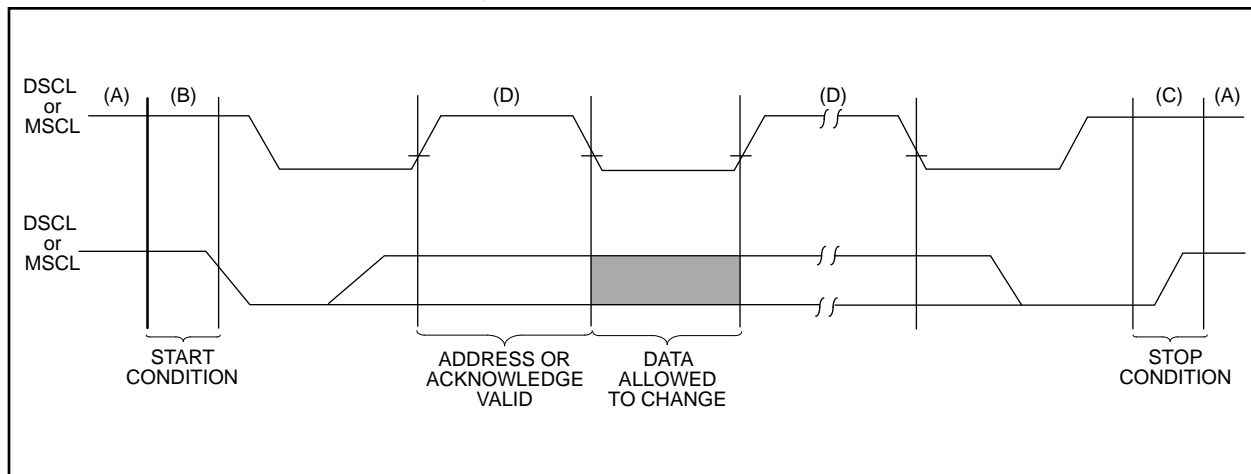 DSCL
or
MSCL
(A) (B) (D) (D) (C) (A)
DSCL
or
MSCL
START
CONDITION
ADDRESS OR
ACKNOWLEDGE
VALID
DATA
ALLOWED
TO CHANGE
STOP
CONDITION